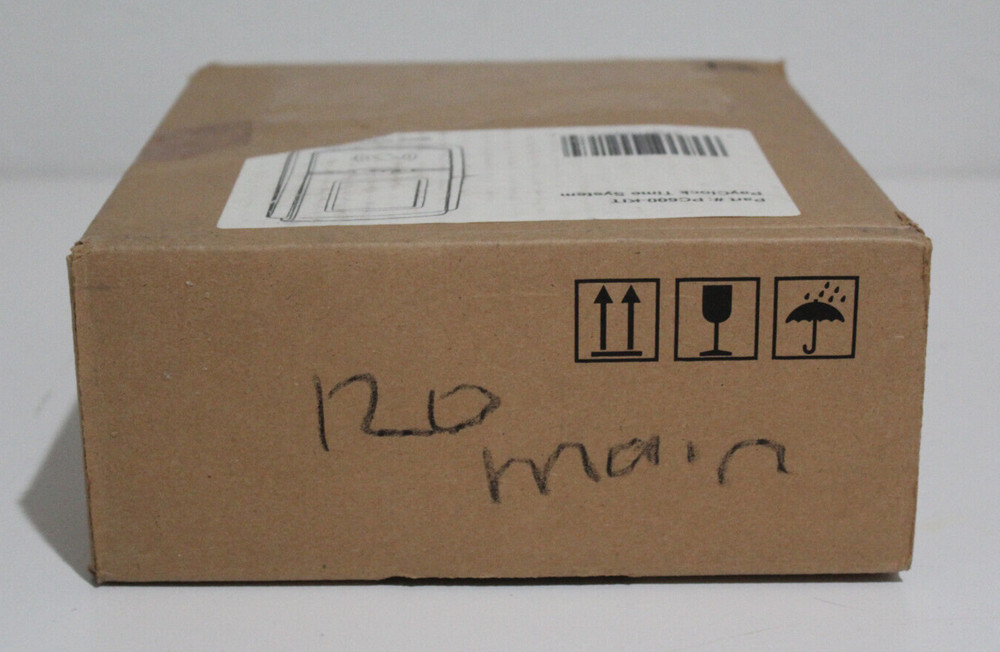 Part #: PC600-KIT
PayClock Time System
120
main